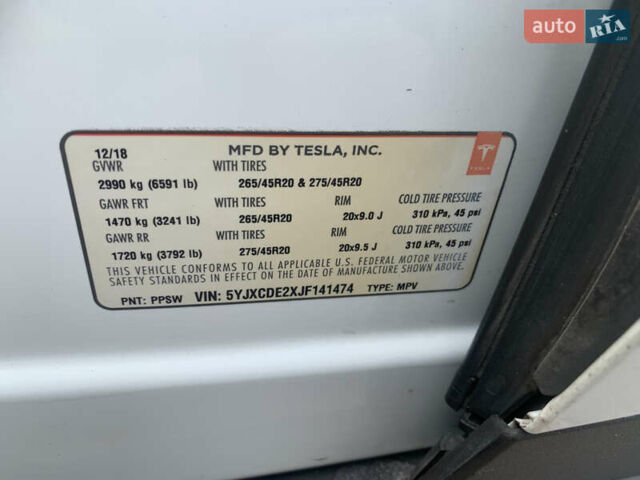 auto RIA.com
12/18 MFD BY TESLA, INC.
GVWR WITH TIRES
2990 kg (6591 lb) 265/45R20 & 275/45R20
GAWR FRT WITH TIRES RIM COLD TIRE PRESSURE
1470 kg (3241 lb) 265/45R20 20x9.0 J 310 kPa, 45 psi
GAWR RR WITH TIRES RIM COLD TIRE PRESSURE
1720 kg (3792 lb) 275/45R20 20x9.5 J 310 kPa, 45 psi
THIS VEHICLE CONFORMS TO ALL APPLICABLE U.S. FEDERAL MOTOR VEHICLE
SAFETY STANDARDS IN EFFECT ON THE DATE OF MANUFACTURE SHOWN ABOVE.
PNT: PPSW VIN: 5YJXCDE2XJF141474 TYPE: MPV
TESLA